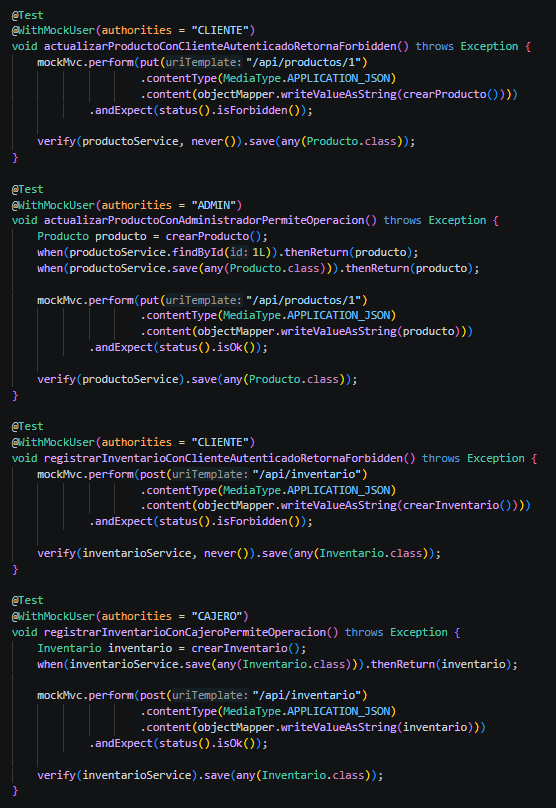 @Test
@WithMockUser(authorities = "CLIENTE")
void actualizarProductoConClienteAutenticadoRetornaForbidden() throws Exception {
    mockMvc.perform(put(uriTemplate: "/api/productos/1")
                    .contentType(MediaType.APPLICATION_JSON)
                    .content(objectMapper.writeValueAsString(crearProducto())))
            .andExpect(status().isForbidden());

    verify(productoService, never()).save(any(Producto.class));
}

@Test
@WithMockUser(authorities = "ADMIN")
void actualizarProductoConAdministradorPermiteOperacion() throws Exception {
    Producto producto = crearProducto();
    when(productoService.findById(id: 1L)).thenReturn(producto);
    when(productoService.save(any(Producto.class))).thenReturn(producto);

    mockMvc.perform(put(uriTemplate: "/api/productos/1")
                    .contentType(MediaType.APPLICATION_JSON)
                    .content(objectMapper.writeValueAsString(producto)))
            .andExpect(status().isOk());

    verify(productoService).save(any(Producto.class));
}

@Test
@WithMockUser(authorities = "CLIENTE")
void registrarInventarioConClienteAutenticadoRetornaForbidden() throws Exception {
    mockMvc.perform(post(uriTemplate: "/api/inventario")
                    .contentType(MediaType.APPLICATION_JSON)
                    .content(objectMapper.writeValueAsString(crearInventario())))
            .andExpect(status().isForbidden());

    verify(inventarioService, never()).save(any(Inventario.class));
}

@Test
@WithMockUser(authorities = "CAJERO")
void registrarInventarioConCajeroPermiteOperacion() throws Exception {
    Inventario inventario = crearInventario();
    when(inventarioService.save(any(Inventario.class))).thenReturn(inventario);

    mockMvc.perform(post(uriTemplate: "/api/inventario")
                    .contentType(MediaType.APPLICATION_JSON)
                    .content(objectMapper.writeValueAsString(inventario)))
            .andExpect(status().isOk());

    verify(inventarioService).save(any(Inventario.class));
}